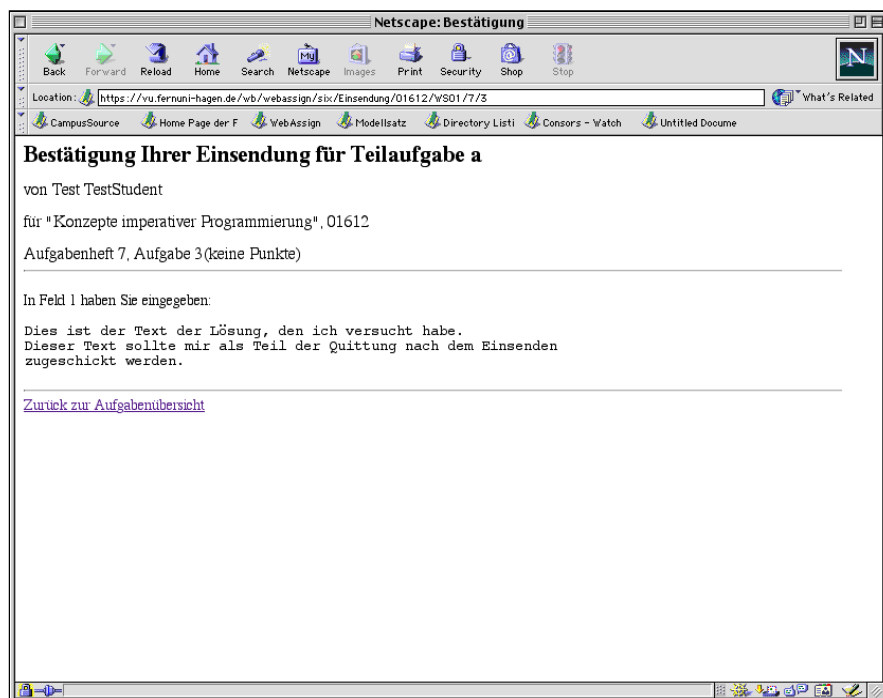 Netscape: Bestätigung
Back Forward Reload Home Search Netscape Images Print Security Shop Stop
My
N
Location: https://vu.fernuni-hagen.de/wb/webassign/six/Einsendung/01612/WS01/7/3 What's Related
CampusSource Home Page der F WebAssign Modellsatz Directory Listi Consors - Watch Untitled Docume
Bestätigung Ihrer Einsendung für Teilaufgabe a
von Test TestStudent
für "Konzepte imperativer Programmierung", 01612
Aufgabenheft 7, Aufgabe 3(keine Punkte)
In Feld 1 haben Sie eingegeben:
Dies ist der Text der Lösung, den ich versucht habe.
Dieser Text sollte mir als Teil der Quittung nach dem Einsenden
zugeschickt werden.
Zurück zur Aufgabenübersicht